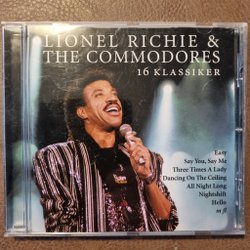 LIONEL RICHIE &
THE COMMODORES
16 KLASSIKER
Easy
Say You, Say Me
Three Times A Lady
Dancing On The Ceiling
All Night Long
Nightshift
Hello
m fl